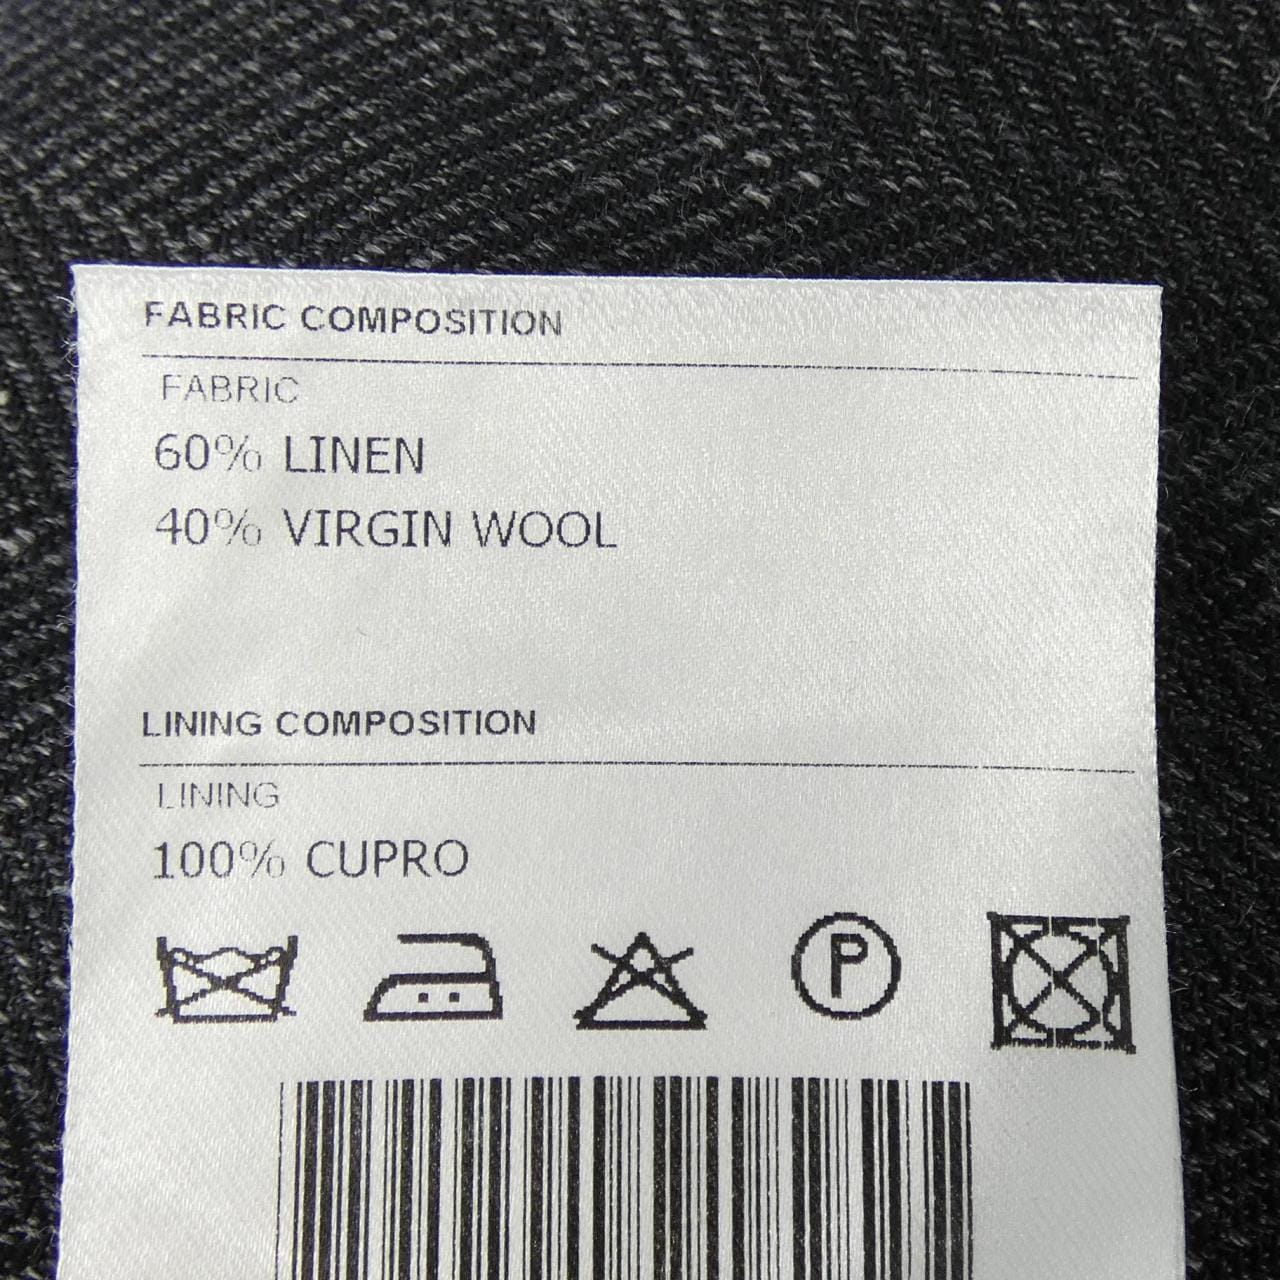 FABRIC COMPOSITION
FABRIC
60% LINEN
40% VIRGIN WOOL
LINING COMPOSITION
LINING
100% CUPRO
P